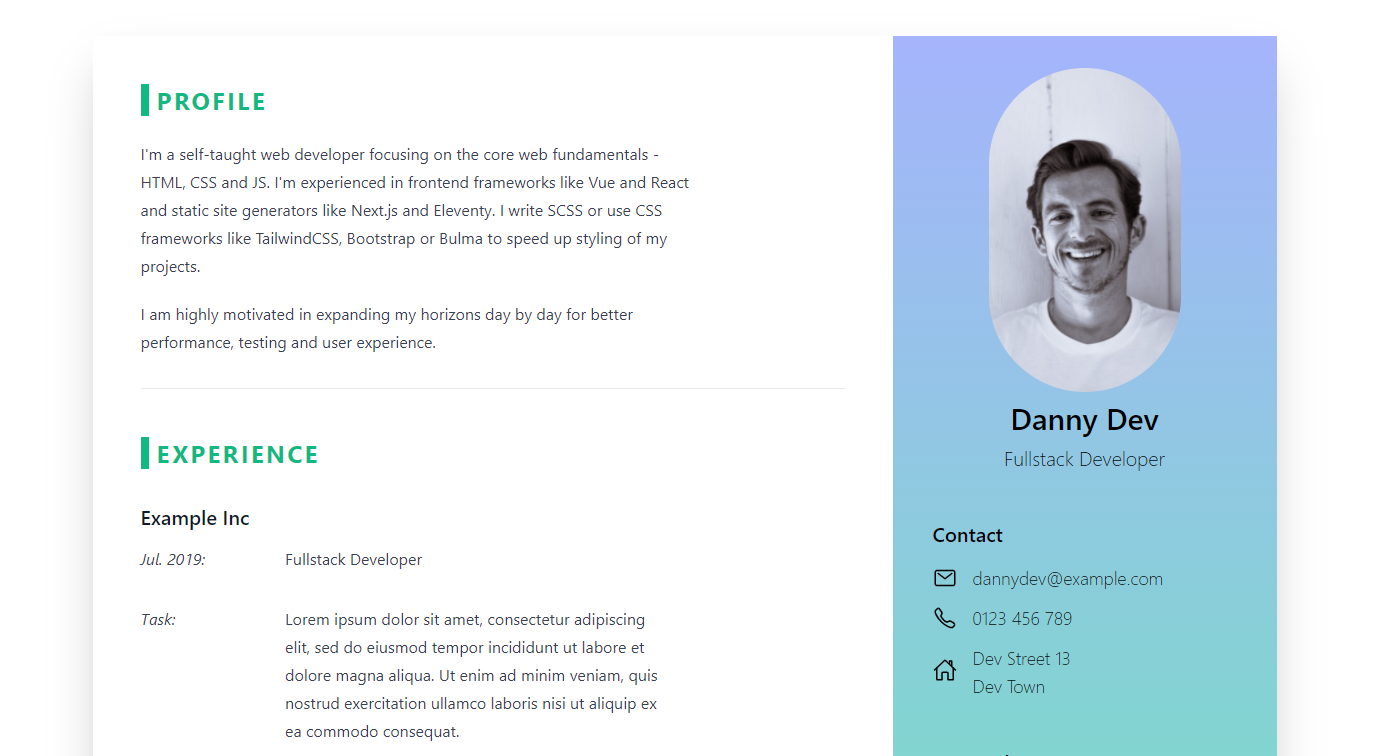 PROFILE
I'm a self-taught web developer focusing on the core web fundamentals -
HTML, CSS and JS. I'm experienced in frontend frameworks like Vue and React
and static site generators like Next.js and Eleventy. I write SCSS or use CSS
frameworks like TailwindCSS, Bootstrap or Bulma to speed up styling of my
projects.
I am highly motivated in expanding my horizons day by day for better
performance, testing and user experience.
EXPERIENCE
Example Inc
Jul. 2019: Fullstack Developer
Task: Lorem ipsum dolor sit amet, consectetur adipiscing
elit, sed do eiusmod tempor incididunt ut labore et
dolore magna aliqua. Ut enim ad minim veniam, quis
nostrud exercitation ullamco laboris nisi ut aliquip ex
ea commodo consequat.
Danny Dev
Fullstack Developer
Contact
dannydev@example.com
0123 456 789
Dev Street 13
Dev Town